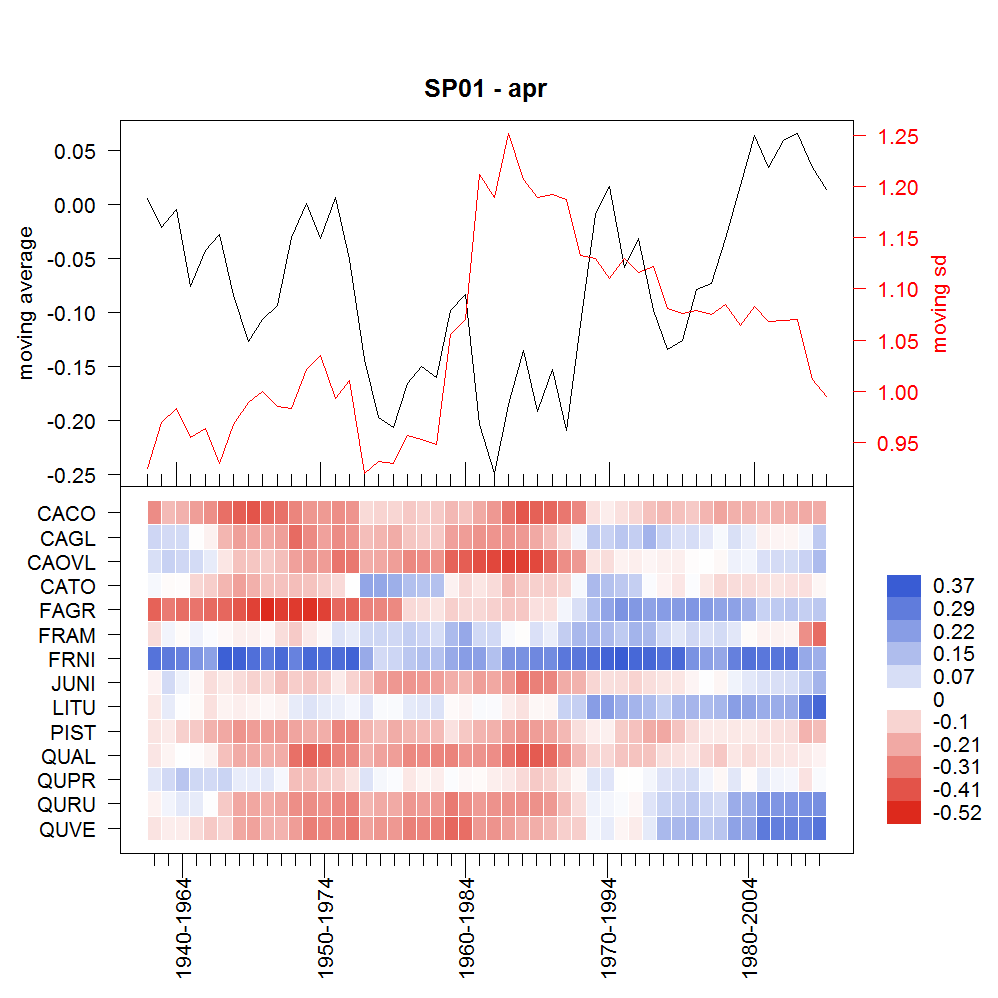 SP01 - apr
moving average
0.05
0.00
-0.05
-0.10
-0.15
-0.20
-0.25
1.25
1.20
1.15
1.10
1.05
1.00
0.95
moving sd
CACO
CAGL
CAOVL
CATO
FAGR
FRAM
FRNI
JUNI
LITU
PIST
QUAL
QUPR
QURU
QUVE
0.37
0.29
0.22
0.15
0.07
0
-0.1
-0.21
-0.31
-0.41
-0.52
1940-1964
1950-1974
1960-1984
1970-1994
1980-2004